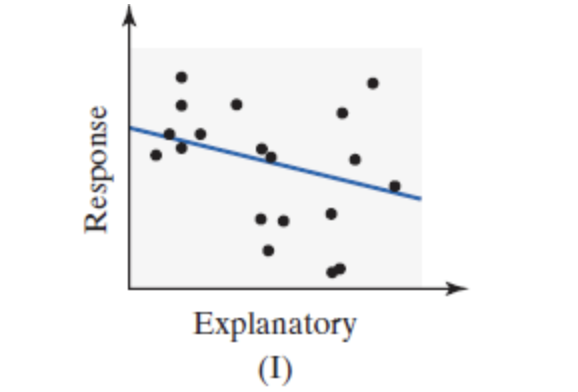 Response
Explanatory
(I)